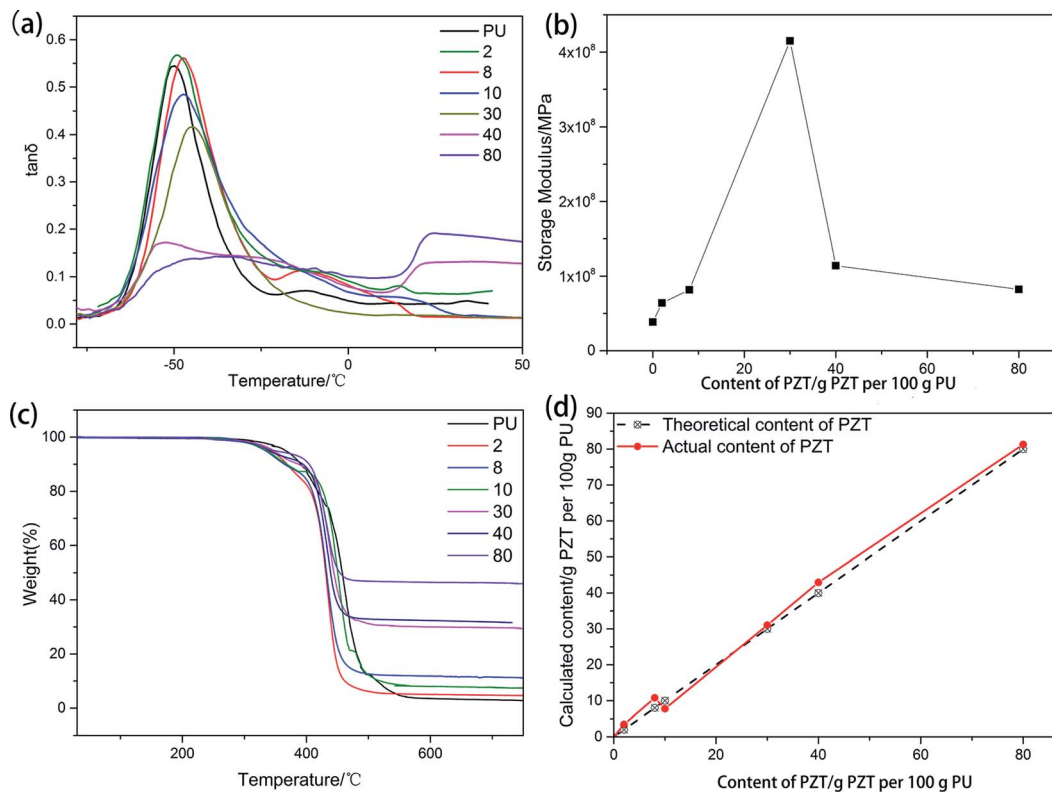 (a)
0.6
0.5
0.4
0.3
0.2
0.1
0.0
tanδ
-50
0
50
Temperature/℃
PU
2
8
10
30
40
80
(b)
4x10⁸
3x10⁸
2x10⁸
1x10⁸
0
Storage Modulus/MPa
0
20
40
60
80
Content of PZT/g PZT per 100 g PU
(c)
100
80
60
40
20
0
Weight(%)
200
400
600
Temperature/℃
PU
2
8
10
30
40
80
(d)
90
80
70
60
50
40
30
20
10
0
Calculated content/g PZT per 100g PU
Theoretical content of PZT
Actual content of PZT
0
20
40
60
80
Content of PZT/g PZT per 100 g PU